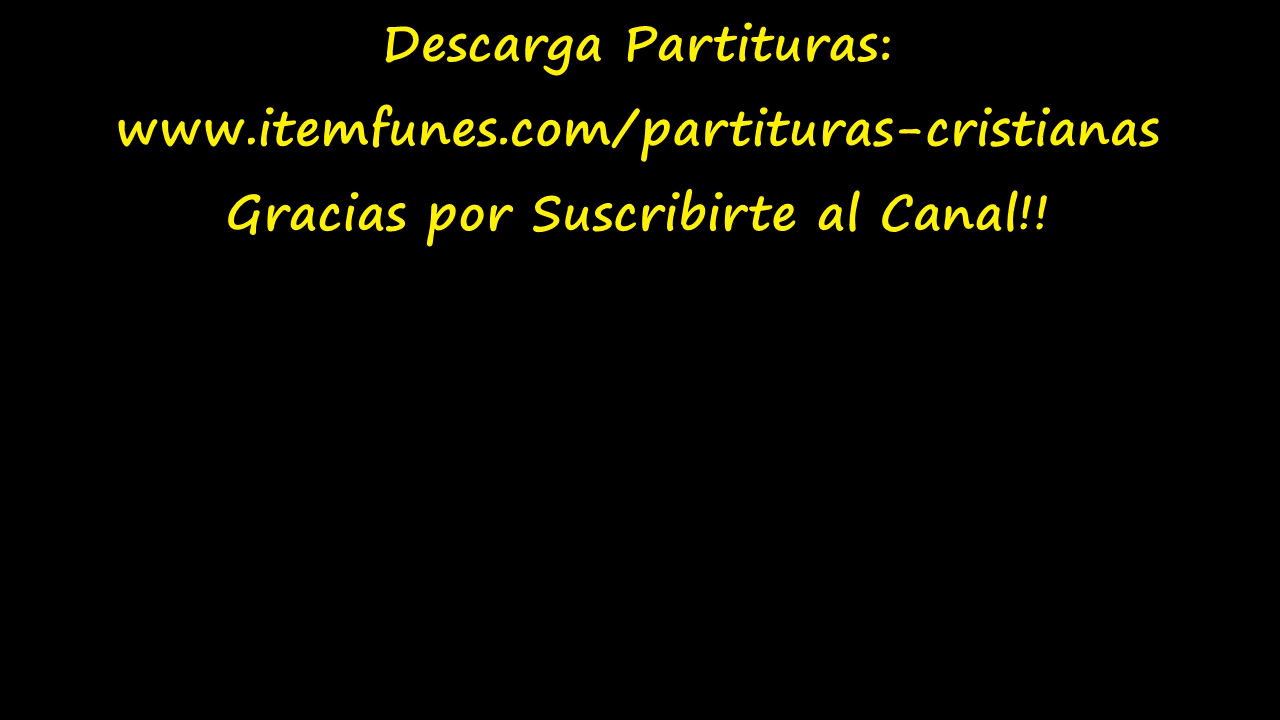 Descarga Partituras:
www.itemfunes.com/partituras-cristianas
Gracias por Suscribirte al Canal!!